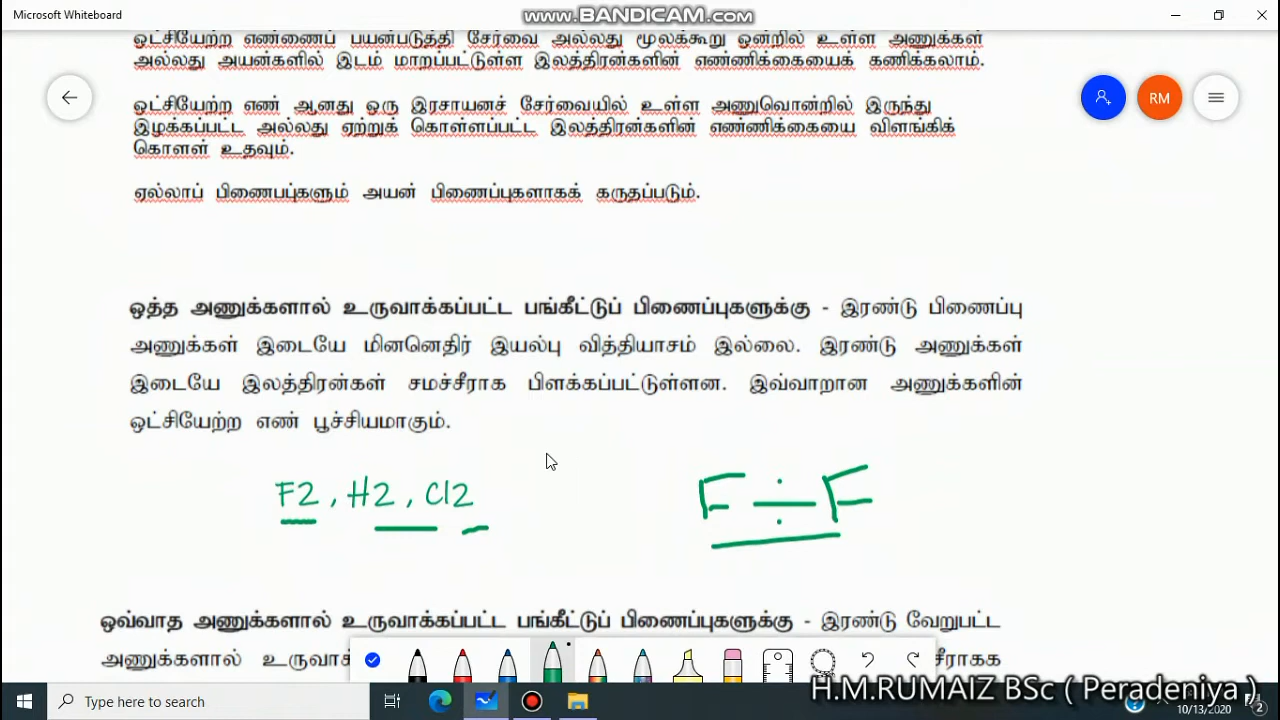 Microsoft Whiteboard
www.BANDICAM.com
ஒட்சியேற்ற எண்ணைப் பயன்படுத்தி சேர்வை அல்லது மூலக்கூறு ஒன்றில் உள்ள அணுக்கள்
அல்லது அயன்களில் இடம் மாறப்பட்டுள்ள இலத்திரன்களின் எண்ணிக்கையைக் கணிக்கலாம்.
RM
ஒட்சியேற்ற எண் ஆனது ஒரு இரசாயனச் சேர்வையில் உள்ள அணுவொன்றில் இருந்து
இழக்கப்பட்ட அல்லது ஏற்றுக் கொள்ளப்பட்ட இலத்திரன்களின் எண்ணிக்கையை விளங்கிக்
கொளள் உதவும்.
ஏல்லாப் பிணைபப்களும் அயன் பிணைப்புகளாகக் கருதப்படும்.
ஒத்த அணுக்களால் உருவாக்கப்பட்ட பங்கீட்டுப் பிணைப்புகளுக்கு - இரண்டு பிணைப்பு
அணுக்கள் இடையே மினனெதிர் இயல்பு வித்தியாசம் இல்லை. இரண்டு அணுக்கள்
இடையே இலத்திரன்கள் சமச்சீராக பிளக்கப்பட்டுள்ளன. இவ்வாறான அணுக்களின்
ஒட்சியேற்ற எண் பூச்சியமாகும்.
F2 , H2 , Cl2
F — F
ஒவ்வாத அணுக்களால் உருவாக்கப்பட்ட பங்கீட்டுப் பிணைப்புகளுக்கு - இரண்டு வேறுபட்ட
அணுக்களால்
Type here to search
H.M.RUMAIZ BSc ( Peradeniya )
10/13/2020
2